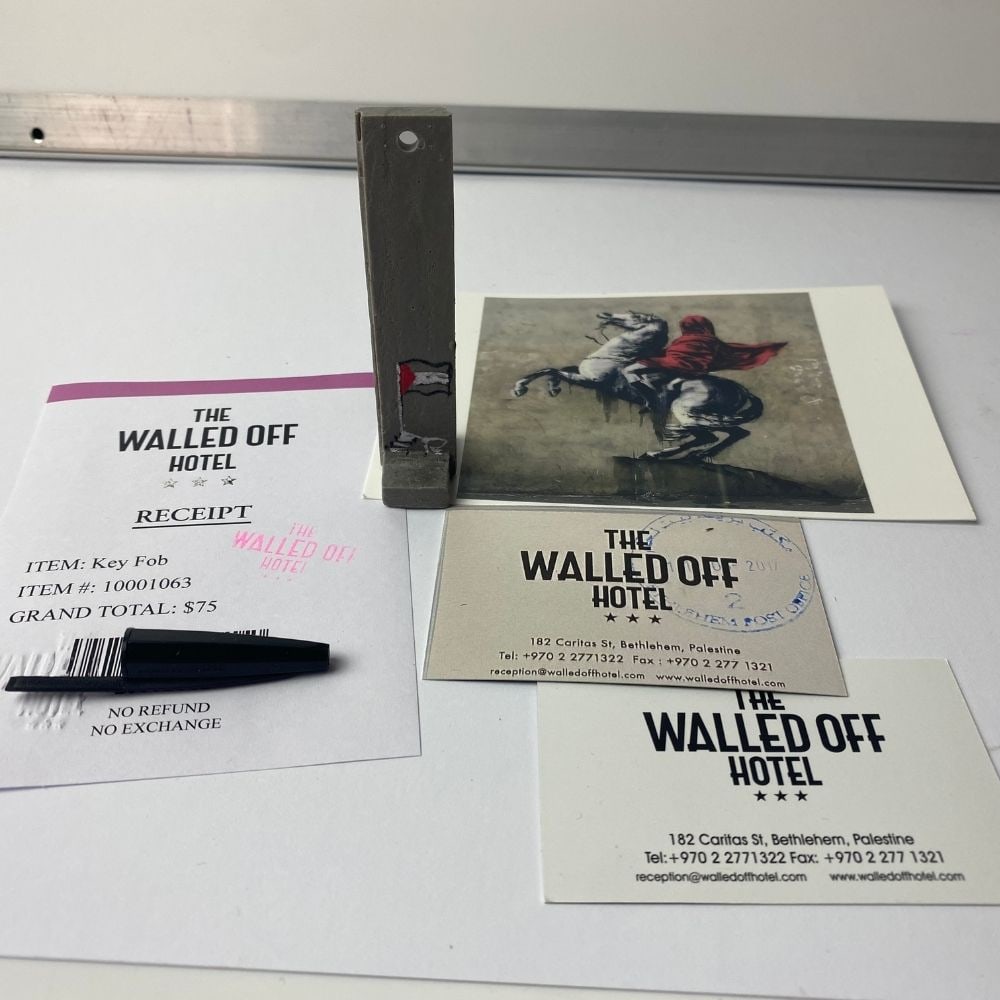 THE
WALLED OFF
HOTEL
RECEIPT
THE
WALLED OFF
HOTEL
ITEM: Key Fob
ITEM #: 10001063
GRAND TOTAL: $75
NO REFUND
NO EXCHANGE
THE
WALLED OFF
HOTEL
2017
2
BETHLEHEM POST OFFICE
182 Caritas St, Bethlehem, Palestine
Tel: +970 2 2771322 Fax : +970 2 277 1321
reception@walledoffhotel.com www.walledoffhotel.com
THE
WALLED OFF
HOTEL
182 Caritas St, Bethlehem, Palestine
Tel:+970 2 2771322 Fax: +970 2 277 1321
reception@walledoffhotel.com www.walledoffhotel.com